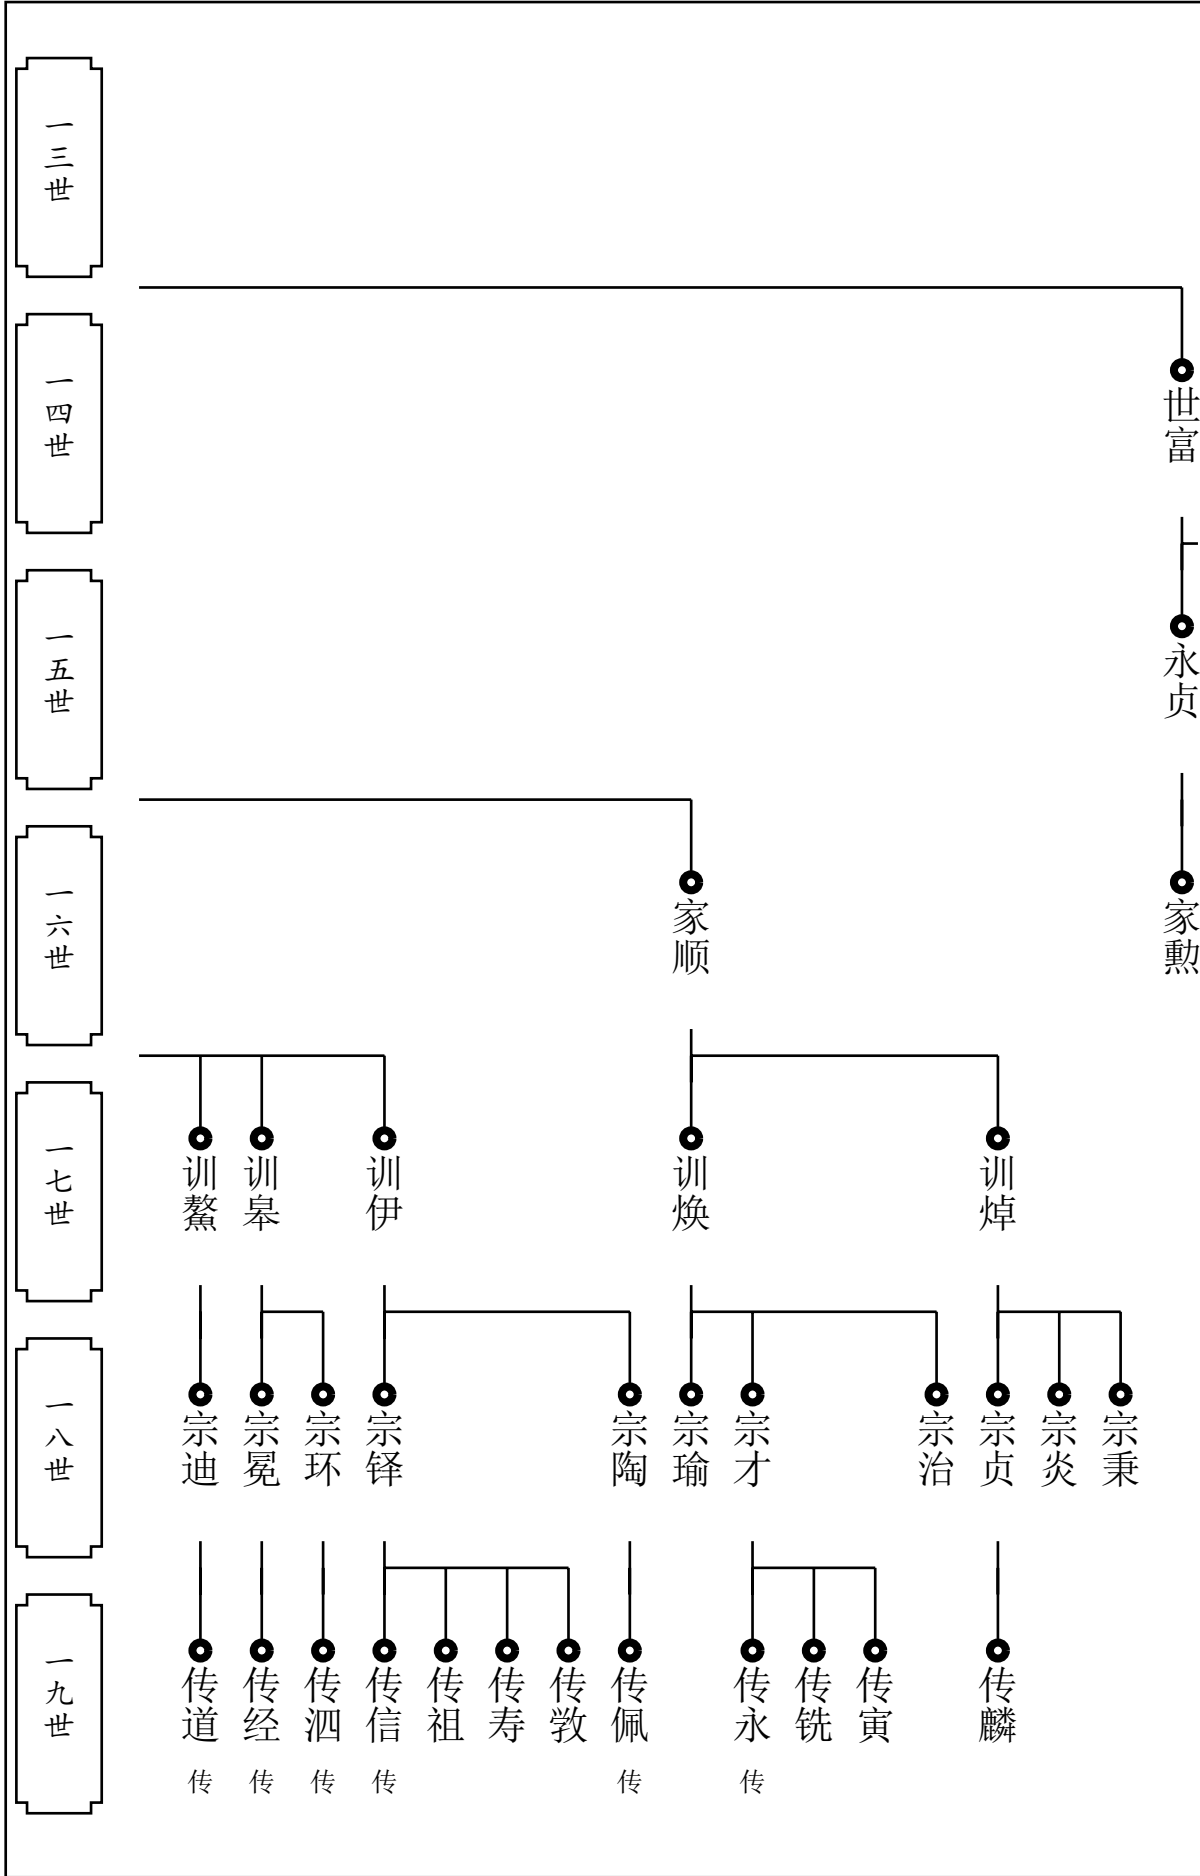 一三世
一四世
世富
一五世
永贞
一六世
家顺
家勲
一七世
训鰲
训皋
训伊
训焕
训焯
一八世
宗迪
宗冕
宗环
宗铎
宗陶
宗瑜
宗才
宗治
宗贞
宗炎
宗秉
一九世
传道
传经
传泗
传信
传祖
传寿
传敩
传佩
传永
传铣
传寅
传麟
传
传
传
传
传
传